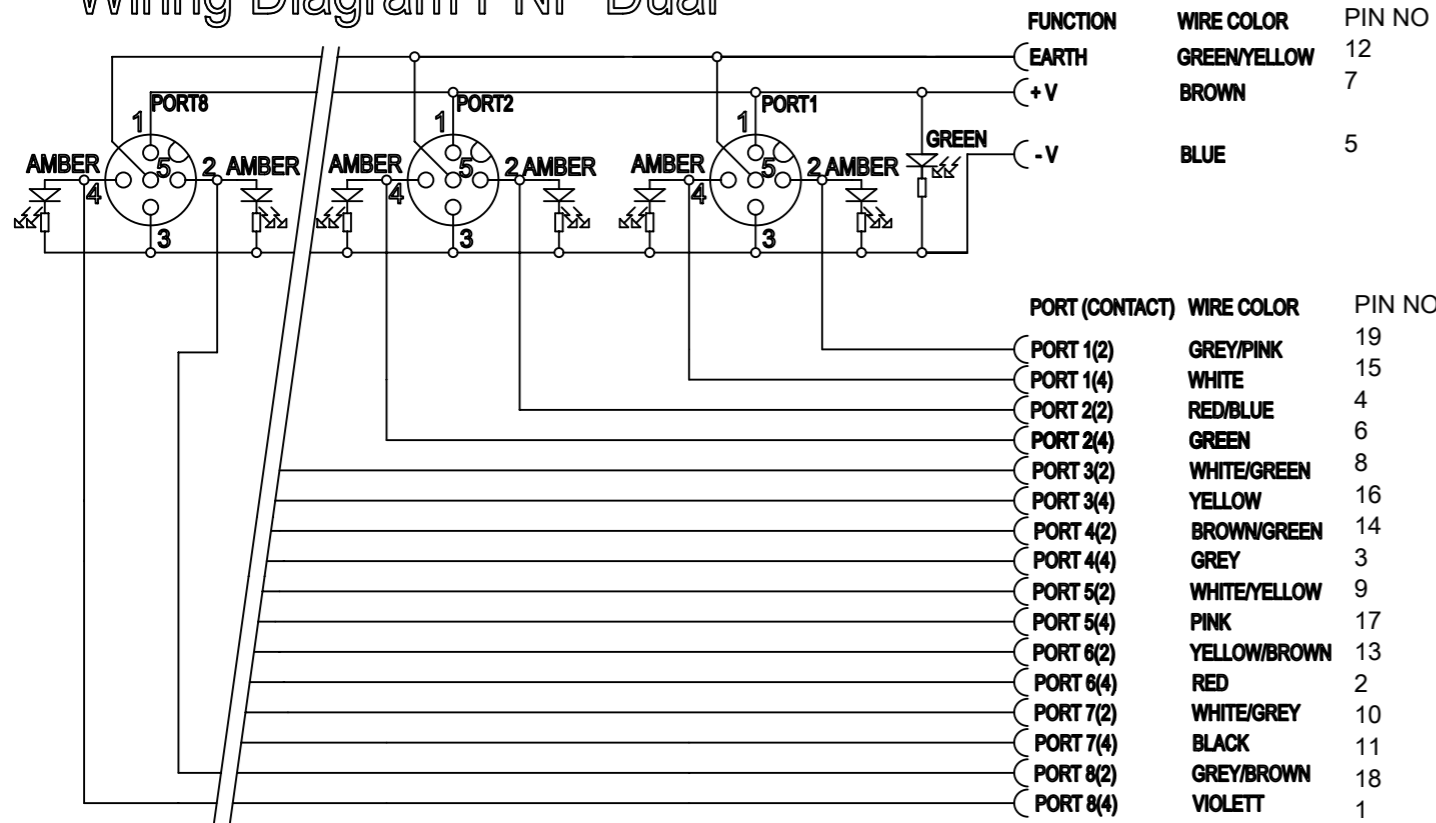 Wiring Diagram PNP Dual
FUNCTION WIRE COLOR PIN NO
EARTH GREEN/YELLOW 12
+ V BROWN 7
- V BLUE 5
PORT8 PORT2 PORT1
1 1 1
GREEN
AMBER 5 2 AMBER AMBER 5 2 AMBER AMBER 5 2 AMBER
4 4 4
3 3 3
PORT (CONTACT) WIRE COLOR PIN NO
PORT 1(2) GREY/PINK 19
PORT 1(4) WHITE 15
PORT 2(2) RED/BLUE 4
PORT 2(4) GREEN 6
PORT 3(2) WHITE/GREEN 8
PORT 3(4) YELLOW 16
PORT 4(2) BROWN/GREEN 14
PORT 4(4) GREY 3
PORT 5(2) WHITE/YELLOW 9
PORT 5(4) PINK 17
PORT 6(2) YELLOW/BROWN 13
PORT 6(4) RED 2
PORT 7(2) WHITE/GREY 10
PORT 7(4) BLACK 11
PORT 8(2) GREY/BROWN 18
PORT 8(4) VIOLETT 1